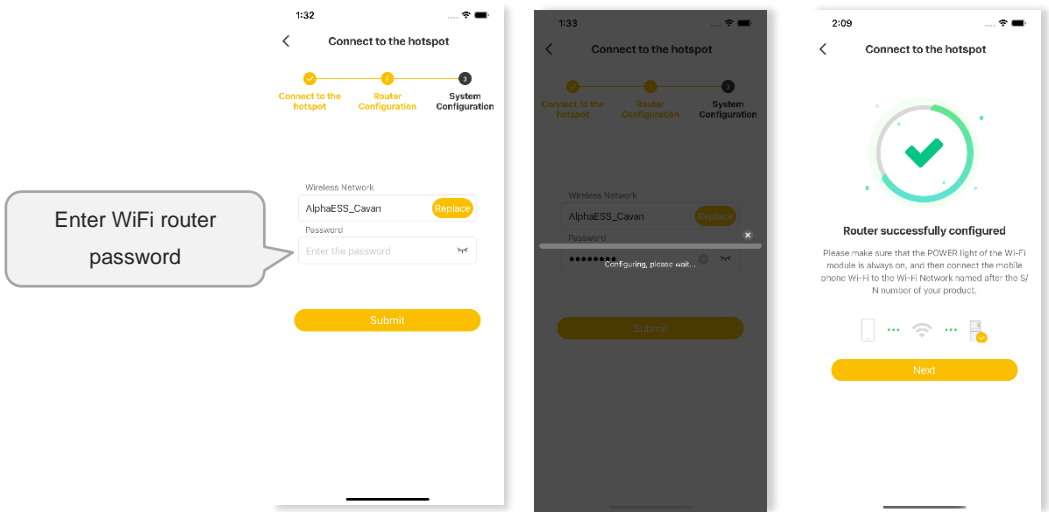 Enter WiFi router
password
1:32
Connect to the hotspot
2
3
Connect to the
hotspot
Router
Configuration
System
Configuration
Wireless Network
AlphaESS_Cavan
Replace
Password
Enter the password
Submit
1:33
Connect to the hotspot
2
3
Connect to the
hotspot
Router
Configuration
System
Configuration
Wireless Network
AlphaESS_Cavan
Replace
Password
Configuring, please wait...
Submit
2:09
Connect to the hotspot
Router successfully configured
Please make sure that the POWER light of the Wi-Fi
module is always on, and then connect the mobile
phone Wi-Fi to the Wi-Fi Network named after the S/
N number of your product.
Next